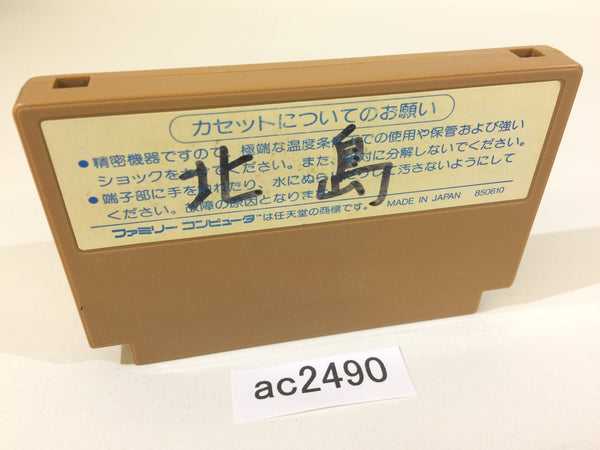 カセットについてのお願い
●精密機器ですので、極端な温度条件での使用や保管および強い
ショックを ください。また、 対に分解しないでください。
●端子部に手を れたり、水にぬら して汚さないようにして
ください。故障の原因となりま
ファミリー コンピュータ™は任天堂の商標です。 MADE IN JAPAN 850610
北島
ac2490